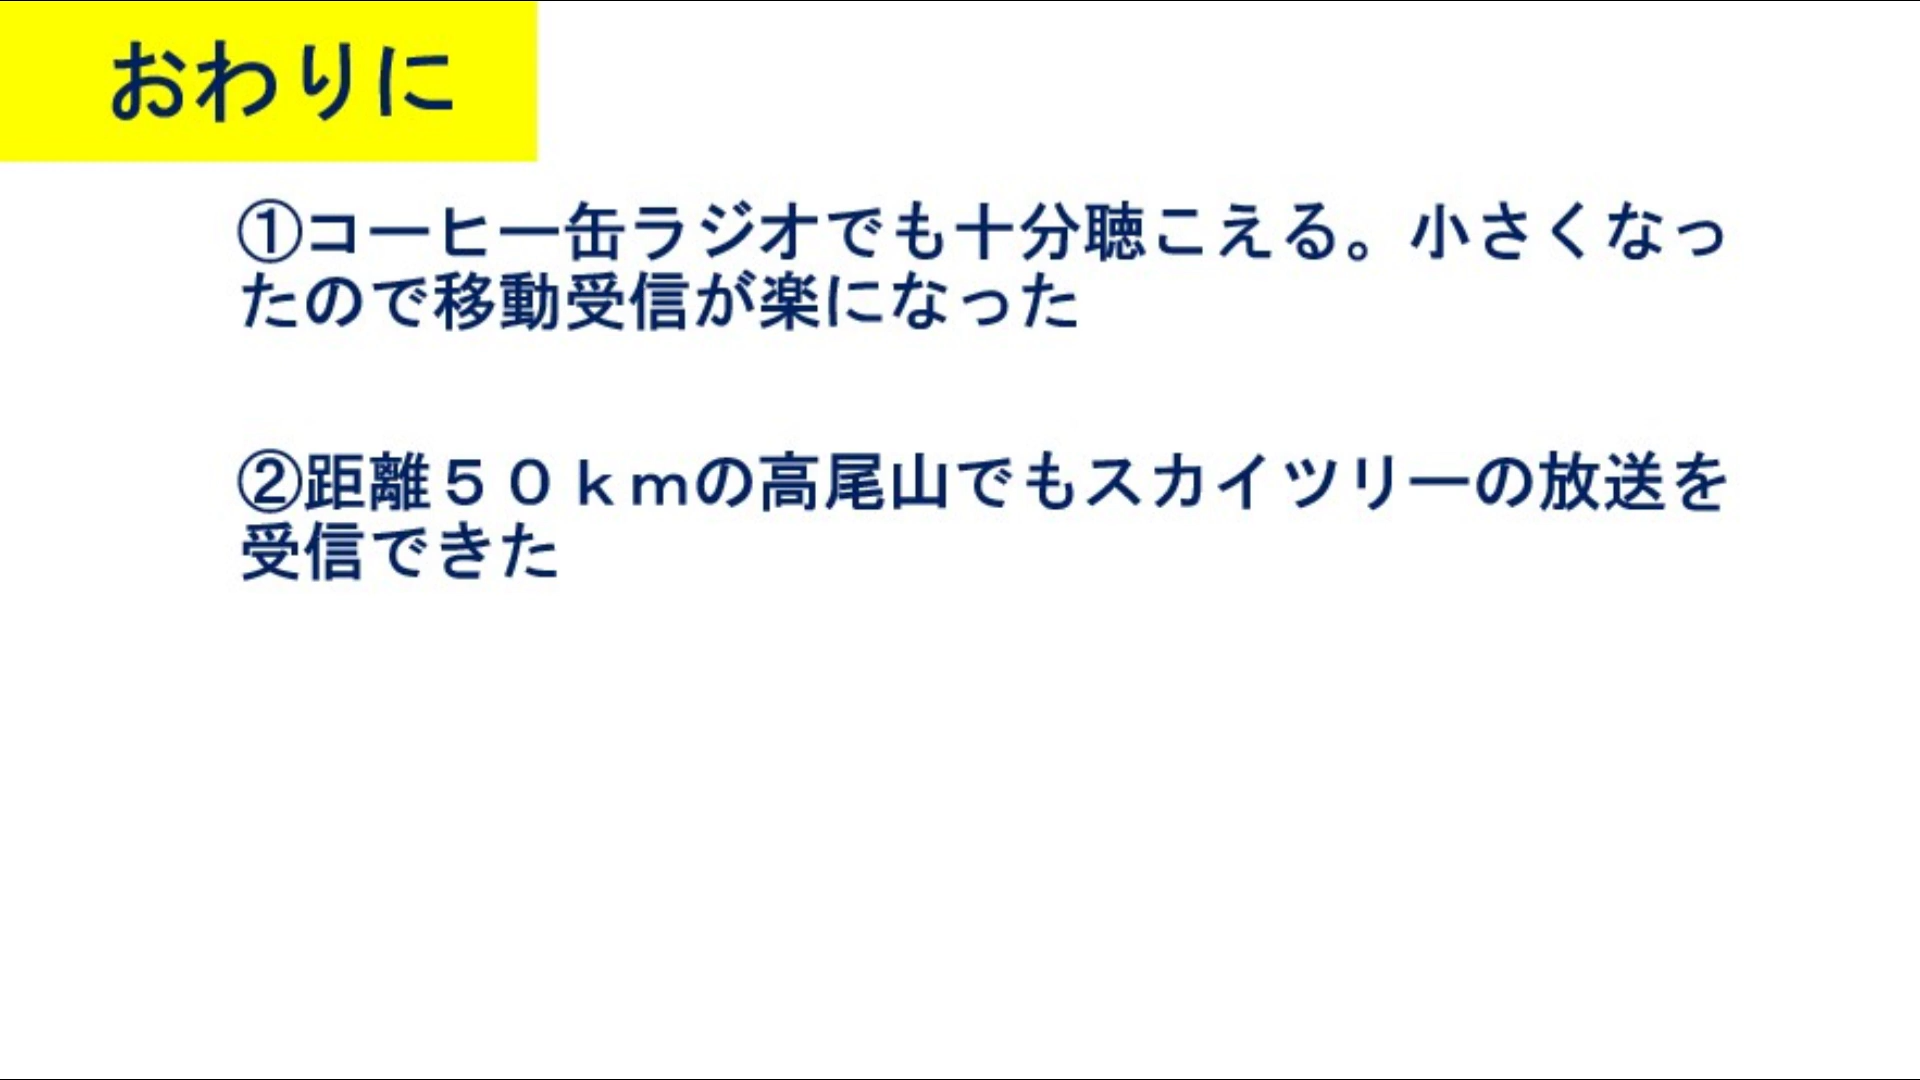 おわりに
①コーヒー缶ラジオでも十分聴こえる。小さくなっ
たので移動受信が楽になった
②距離５０ｋｍの高尾山でもスカイツリーの放送を
受信できた